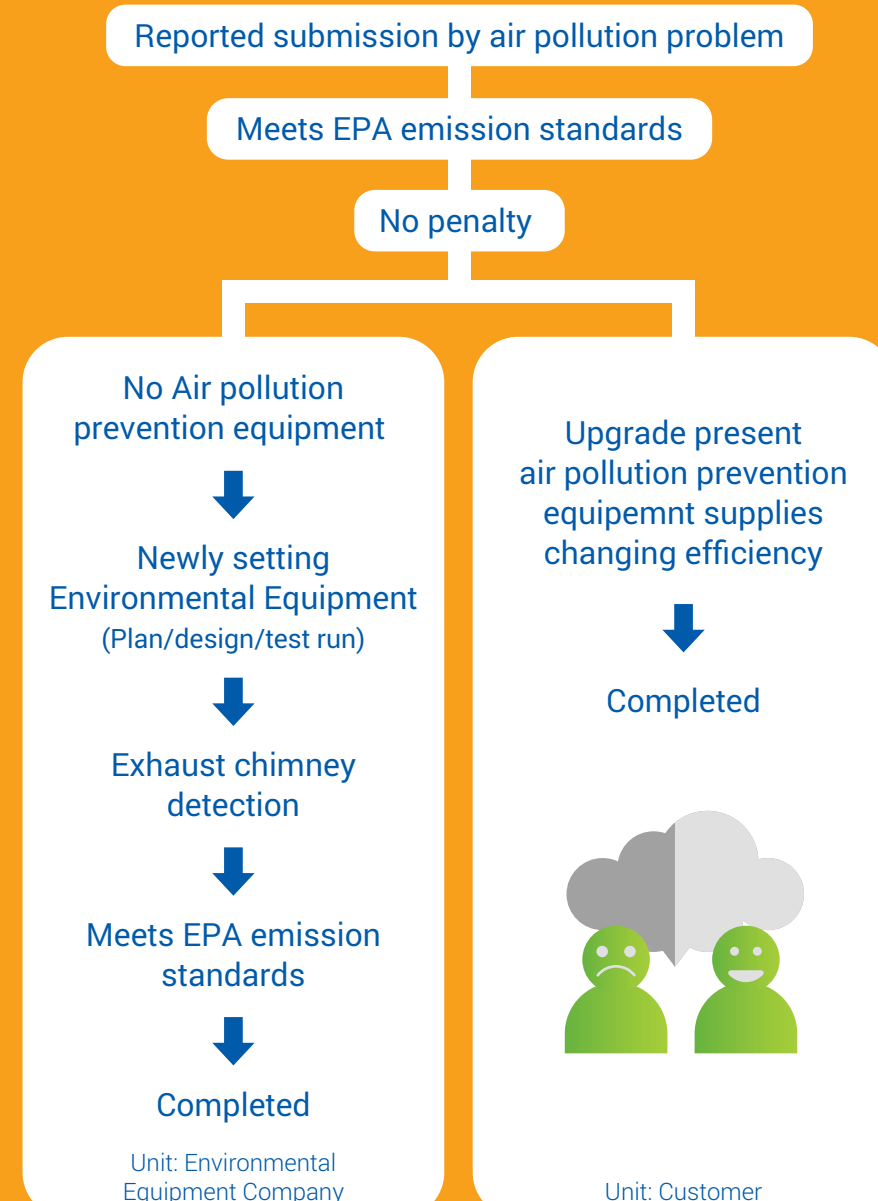 Reported submission by air pollution problem
Meets EPA emission standards
No penalty
No Air pollution
prevention equipment
Newly setting
Environmental Equipment
(Plan/design/test run)
Exhaust chimney
detection
Meets EPA emission
standards
Completed
Unit: Environmental
Equipment Company
Upgrade present
air pollution prevention
equipemnt supplies
changing efficiency
Completed
Unit: Customer